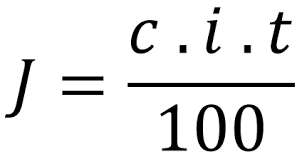 J = c . i . t / 100